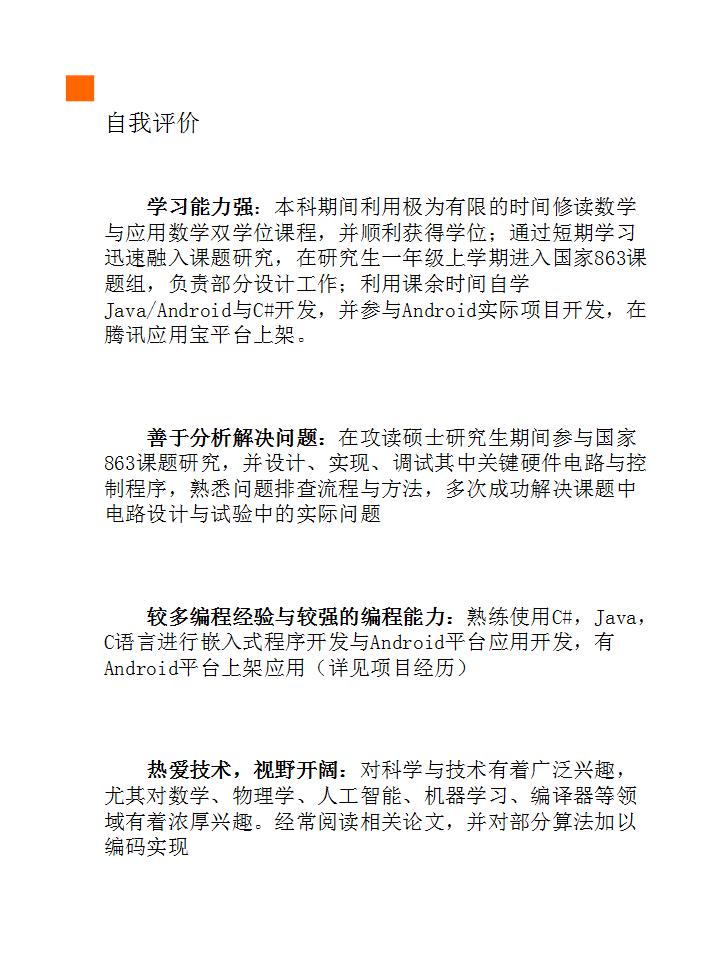 自我评价
学习能力强：本科期间利用极为有限的时间修读数学
与应用数学双学位课程，并顺利获得学位；通过短期学习
迅速融入课题研究，在研究生一年级上学期进入国家863课
题组，负责部分设计工作；利用课余时间自学
Java/Android与C#开发，并参与Android实际项目开发，在
腾讯应用宝平台上架。
善于分析解决问题：在攻读硕士研究生期间参与国家
863课题研究，并设计、实现、调试其中关键硬件电路与控
制程序，熟悉问题排查流程与方法，多次成功解决课题中
电路设计与试验中的实际问题
较多编程经验与较强的编程能力：熟练使用C#，Java，
C语言进行嵌入式程序开发与Android平台应用开发，有
Android平台上架应用（详见项目经历）
热爱技术，视野开阔：对科学与技术有着广泛兴趣，
尤其对数学、物理学、人工智能、机器学习、编译器等领
域有着浓厚兴趣。经常阅读相关论文，并对部分算法加以
编码实现